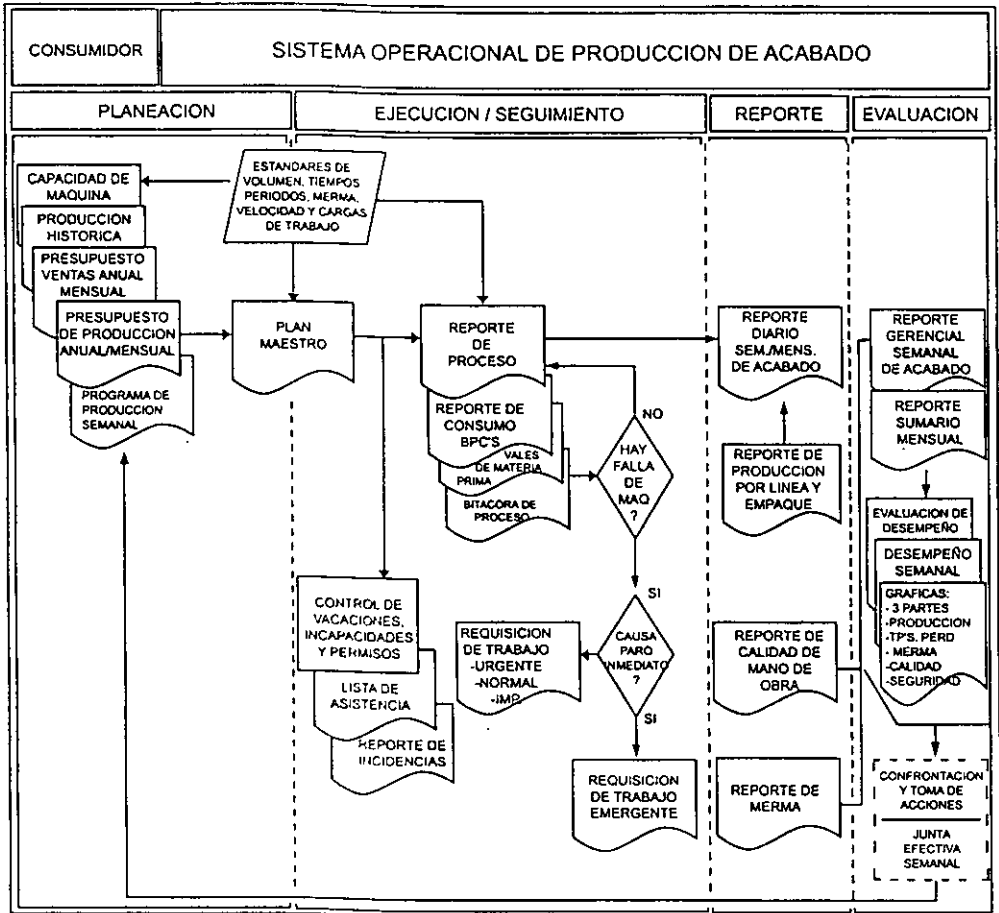 CONSUMIDOR
SISTEMA OPERACIONAL DE PRODUCCION DE ACABADO
PLANEACION
EJECUCION / SEGUIMIENTO
REPORTE
EVALUACION
CAPACIDAD DE
MAQUINA
PRODUCCION
HISTORICA
PRESUPUESTO
VENTAS ANUAL
MENSUAL
PRESUPUESTO
DE PRODUCCION
ANUAL/MENSUAL
PROGRAMA DE
PRODUCCION
SEMANAL
ESTANDARES DE
VOLUMEN, TIEMPOS
PERIODOS, MERMA,
VELOCIDAD Y CARGAS
DE TRABAJO
PLAN
MAESTRO
REPORTE
DE
PROCESO
REPORTE DE
CONSUMO
BPC'S
VALES
DE MATERIA
PRIMA
BITACORA DE
PROCESO
NO
HAY
FALLA
DE
MAQ
?
SI
CAUSA
PARO
INMEDIATO
?
SI
REQUISICION
DE TRABAJO
-URGENTE
-NORMAL
-IMP.
REQUISICION
DE TRABAJO
EMERGENTE
CONTROL DE
VACACIONES,
INCAPACIDADES
Y PERMISOS
LISTA DE
ASISTENCIA
REPORTE DE
INCIDENCIAS
REPORTE
DIARIO
SEM./MENS.
DE ACABADO
REPORTE DE
PRODUCCION
POR LINEA Y
EMPAQUE
REPORTE DE
CALIDAD DE
MANO DE
OBRA
REPORTE DE
MERMA
REPORTE
GERENCIAL
SEMANAL
DE ACABADO
REPORTE
SUMARIO
MENSUAL
EVALUACION DE
DESEMPEÑO
DESEMPEÑO
SEMANAL
GRAFICAS:
- 3 PARTES
-PRODUCCION
-TP'S. PERD
- MERMA
-CALIDAD
-SEGURIDAD
CONFRONTACION
Y TOMA DE
ACCIONES
JUNTA
EFECTIVA
SEMANAL